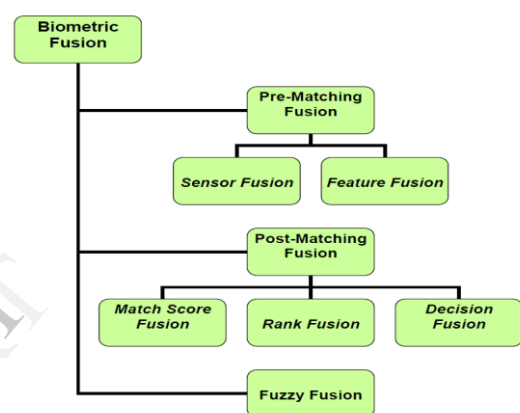 Biometric
Fusion
Pre-Matching
Fusion
Sensor Fusion
Feature Fusion
Post-Matching
Fusion
Match Score
Fusion
Rank Fusion
Decision
Fusion
Fuzzy Fusion